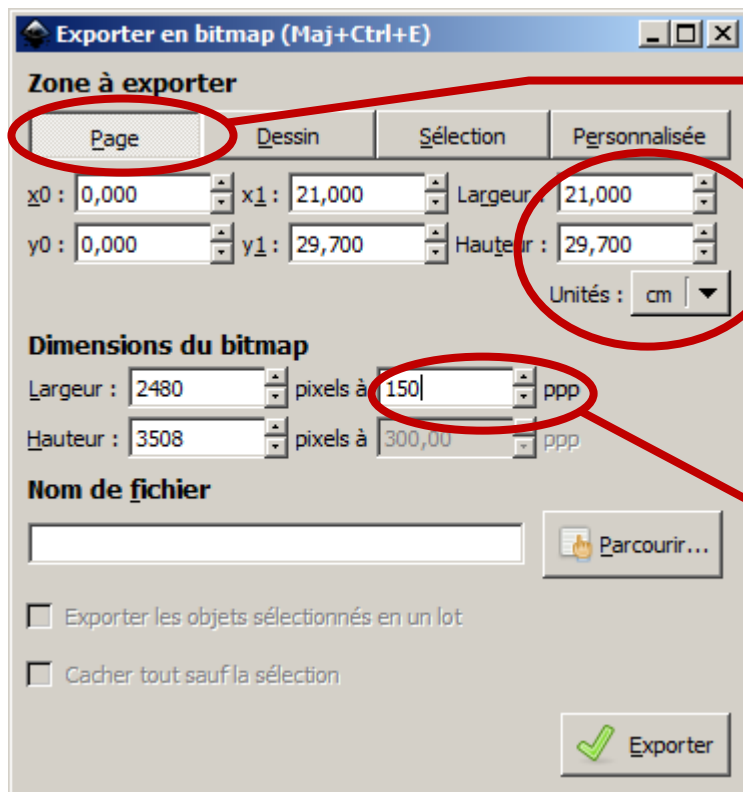 Exporter en bitmap (Maj+Ctrl+E)
Zone à exporter
Page Dessin Sélection Personnalisée
x0 : 0,000 x1 : 21,000 Largeur : 21,000
y0 : 0,000 y1 : 29,700 Hauteur : 29,700
Unités : cm
Dimensions du bitmap
Largeur : 2480 pixels à 150 ppp
Hauteur : 3508 pixels à 300,00 ppp
Nom de fichier
Parcourir...
Exporter les objets sélectionnés en un lot
Cacher tout sauf la sélection
Exporter